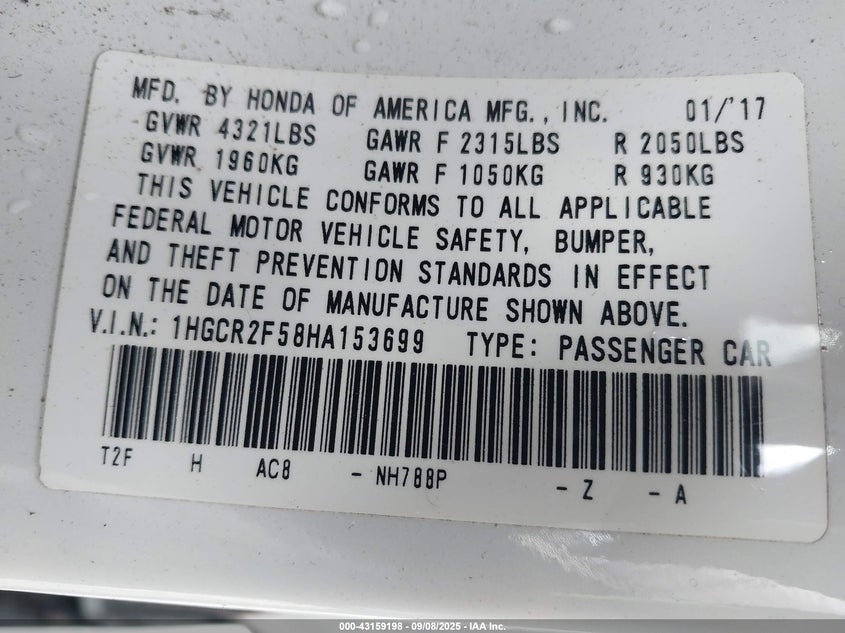 MFD. BY HONDA OF AMERICA MFG., INC. 01/'17
GVWR 4321LBS GAWR F 2315LBS R 2050LBS
GVWR 1960KG GAWR F 1050KG R 930KG
THIS VEHICLE CONFORMS TO ALL APPLICABLE
FEDERAL MOTOR VEHICLE SAFETY, BUMPER,
AND THEFT PREVENTION STANDARDS IN EFFECT
ON THE DATE OF MANUFACTURE SHOWN ABOVE.
V.I.N.: 1HGCR2F58HA153699 TYPE: PASSENGER CAR
T2F H AC8 - NH788P - Z - A
000-43159198 - 09/08/2025 - IAA Inc.